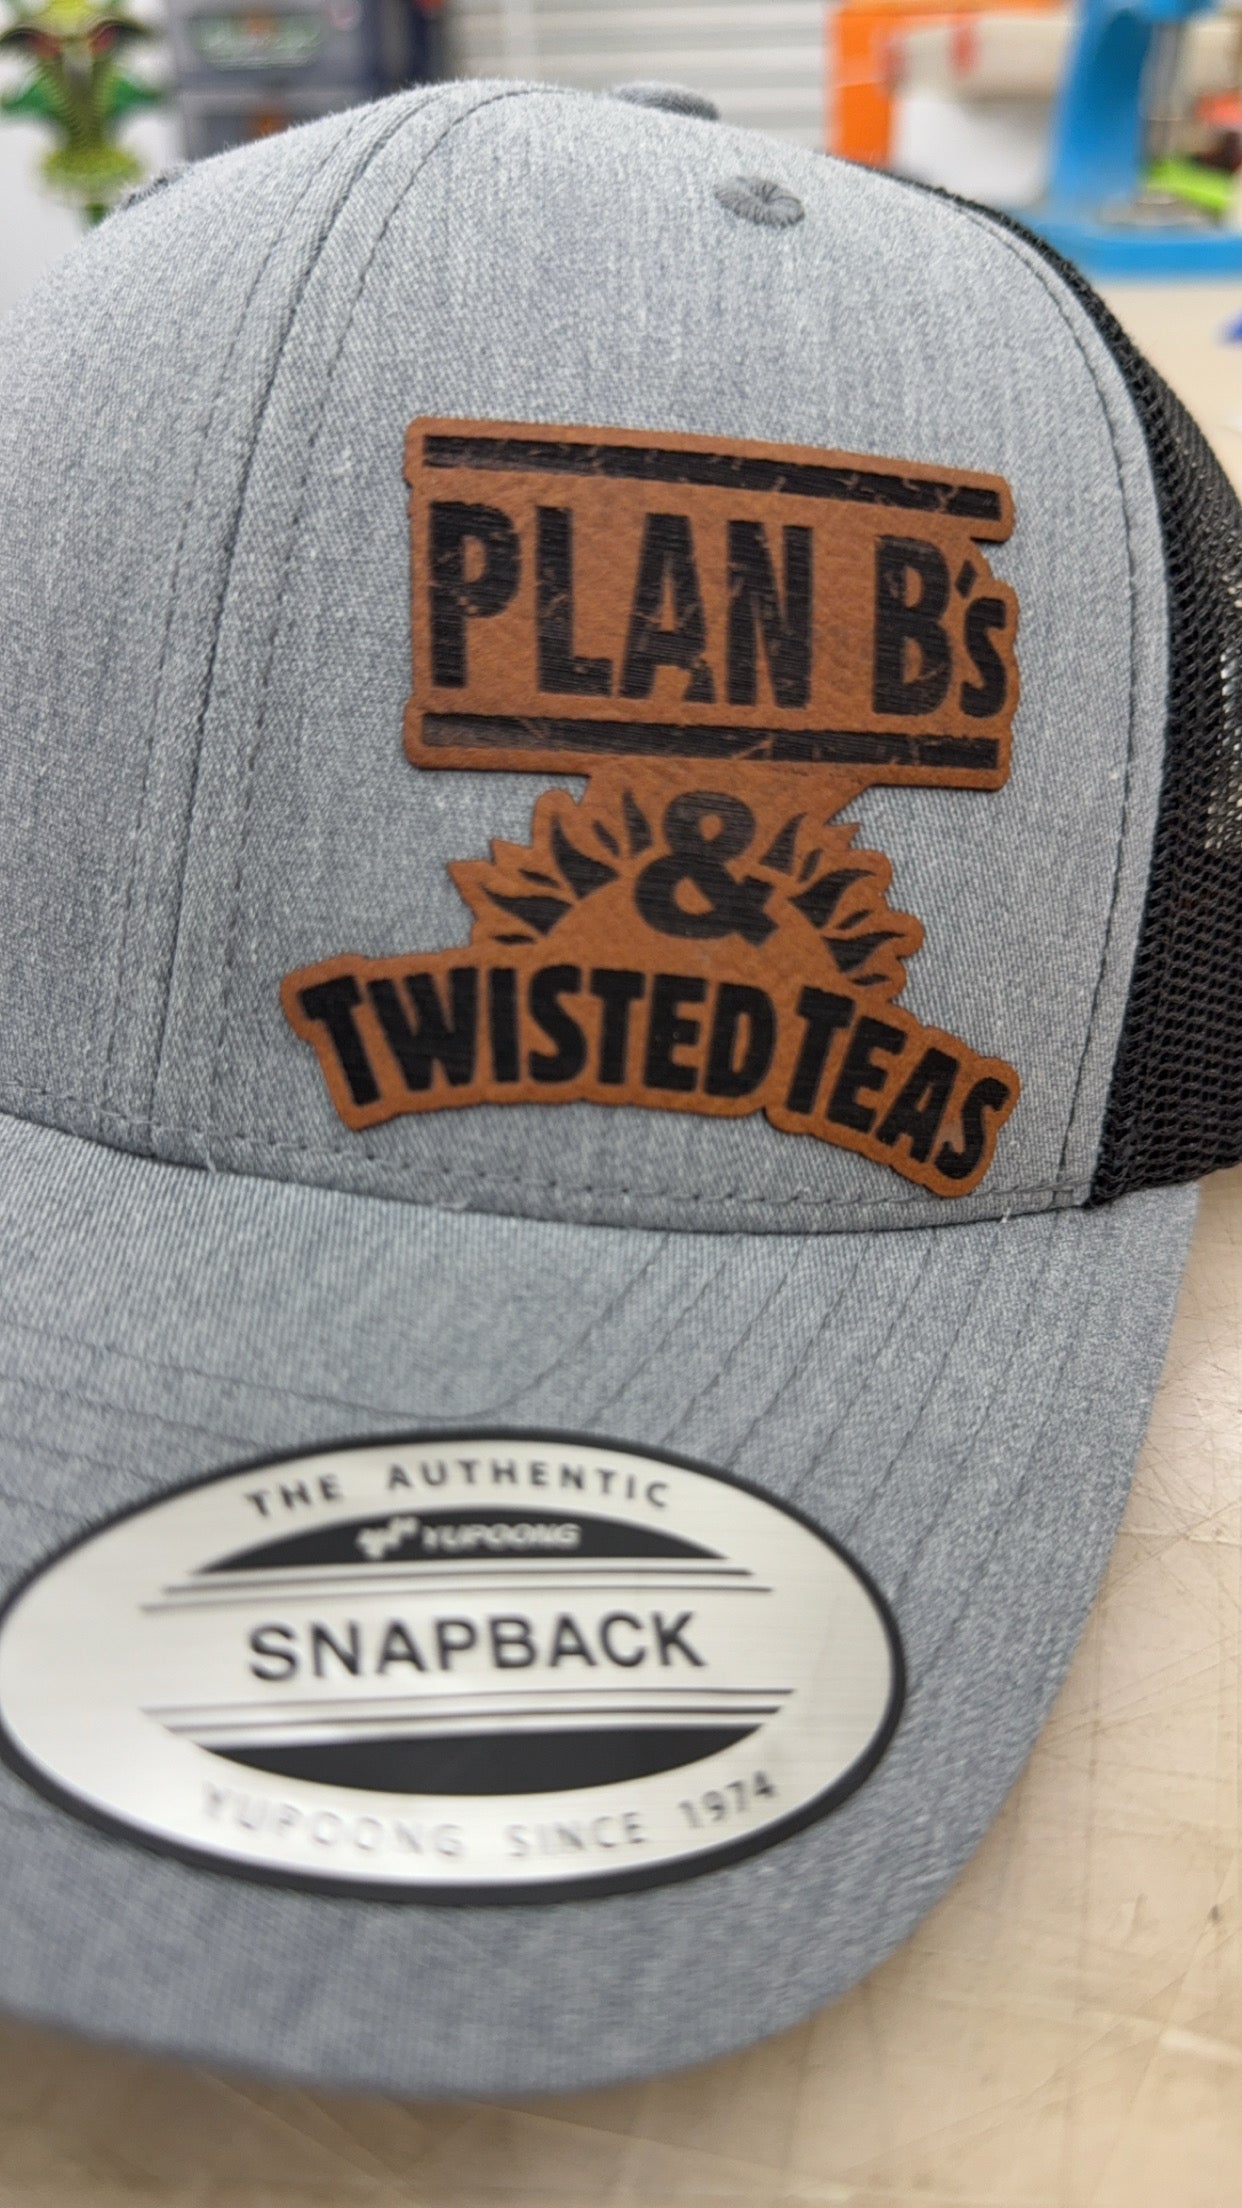 PLAN B's
&
TWISTED TEAS
THE AUTHENTIC
YUPOONG
SNAPBACK
YUPOONG SINCE 1974